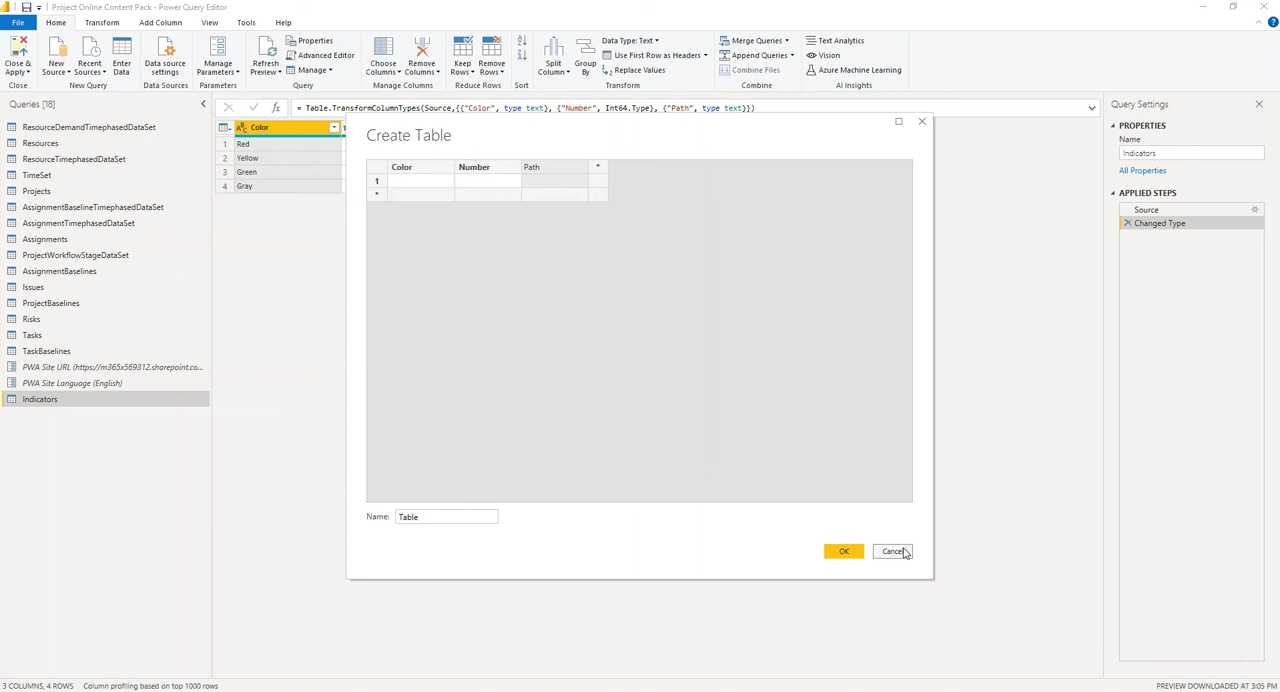 Project Online Content Pack - Power Query Editor
File Home Transform Add Column View Tools Help
Close & Apply
New Source
Recent Sources
Enter Data
Data source settings
Manage Parameters
Refresh Preview
Properties
Advanced Editor
Manage
Choose Columns
Remove Columns
Keep Rows
Remove Rows
Split Column
Group By
Data Type: Text
Use First Row as Headers
Replace Values
Merge Queries
Append Queries
Combine Files
Text Analytics
Vision
Azure Machine Learning
Close
New Query
Data Sources
Parameters
Query
Manage Columns
Reduce Rows
Sort
Transform
Combine
AI Insights
Queries [18]
ResourceDemandTimephasedDataSet
Resources
ResourceTimephasedDataSet
TimeSet
Projects
AssignmentBaselineTimephasedDataSet
AssignmentTimephasedDataSet
Assignments
ProjectWorkflowStageDataSet
AssignmentBaselines
Issues
ProjectBaselines
Risks
Tasks
TaskBaselines
PWA Site URL (https://m365x569312.sharepoint.co...
PWA Site Language (English)
Indicators
= Table.TransformColumnTypes(Source,{{"Color", type text}, {"Number", Int64.Type}, {"Path", type text}})
Color
1 Red
2 Yellow
3 Green
4 Gray
Create Table
Color Number Path *
1
*
Name: Table
OK Cancel
Query Settings
PROPERTIES
Name
Indicators
All Properties
APPLIED STEPS
Source
Changed Type
3 COLUMNS, 4 ROWS Column profiling based on top 1000 rows
PREVIEW DOWNLOADED AT 3:05 PM